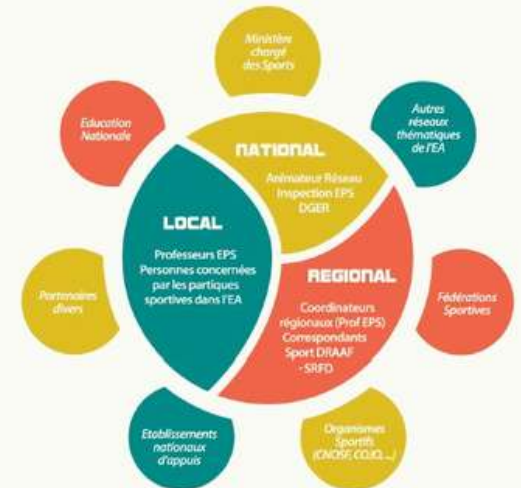 Ministère
chargé
des Sports
Education
Nationale
Autres
réseaux
thématiques
de l'EA
NATIONAL
Animateur Réseau
Inspection EPS
DGER
LOCAL
Professeurs EPS
Personnes concernées
par les partiques
sportives dans l'EA
REGIONAL
Coordinateurs
régionaux (Prof EPS)
Correspondants
Sport DRAAF
- SRFD
Partenaires
divers
Fédérations
Sportives
Etablissements
nationaux
d'appuis
Organismes
Sportifs
(CNOSF, COJO, ...)